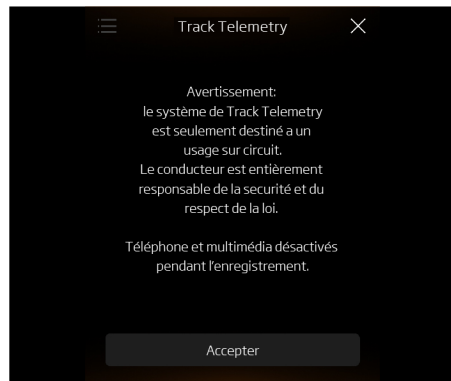 Track Telemetry
Avertissement:
le système de Track Telemetry
est seulement destiné a un
usage sur circuit.
Le conducteur est entièrement
responsable de la securité et du
respect de la loi.
Téléphone et multimédia désactivés
pendant l'enregistrement.
Accepter